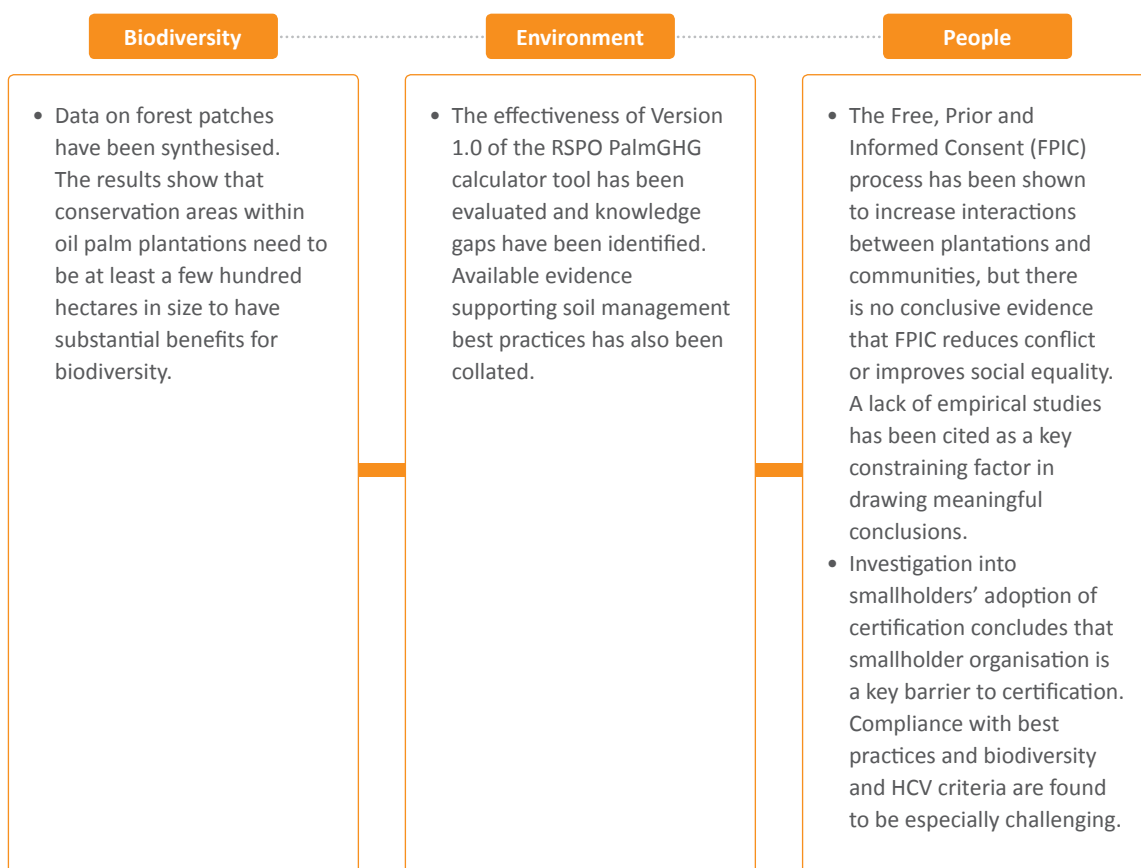 Biodiversity
Environment
People
• Data on forest patches
have been synthesised.
The results show that
conservation areas within
oil palm plantations need to
be at least a few hundred
hectares in size to have
substantial benefits for
biodiversity.
• The effectiveness of Version
1.0 of the RSPO PalmGHG
calculator tool has been
evaluated and knowledge
gaps have been identified.
Available evidence
supporting soil management
best practices has also been
collated.
• The Free, Prior and
Informed Consent (FPIC)
process has been shown
to increase interactions
between plantations and
communities, but there
is no conclusive evidence
that FPIC reduces conflict
or improves social equality.
A lack of empirical studies
has been cited as a key
constraining factor in
drawing meaningful
conclusions.
• Investigation into
smallholders’ adoption of
certification concludes that
smallholder organisation is
a key barrier to certification.
Compliance with best
practices and biodiversity
and HCV criteria are found
to be especially challenging.